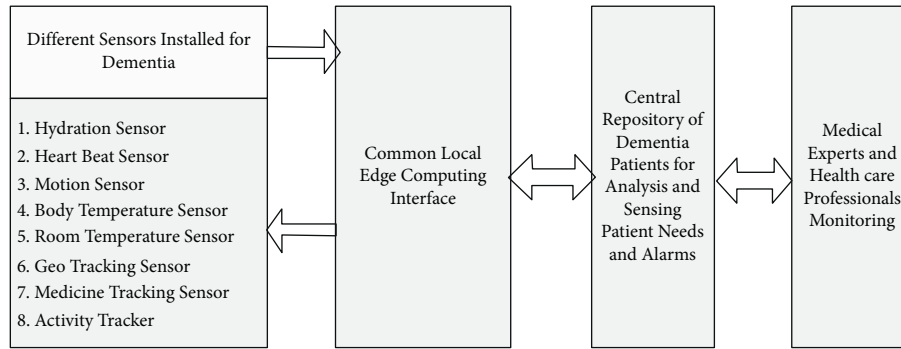 Different Sensors Installed for
Dementia
1. Hydration Sensor
2. Heart Beat Sensor
3. Motion Sensor
4. Body Temperature Sensor
5. Room Temperature Sensor
6. Geo Tracking Sensor
7. Medicine Tracking Sensor
8. Activity Tracker
Common Local
Edge Computing
Interface
Central
Repository of
Dementia
Patients for
Analysis and
Sensing
Patient Needs
and Alarms
Medical
Experts and
Health care
Professionals
Monitoring